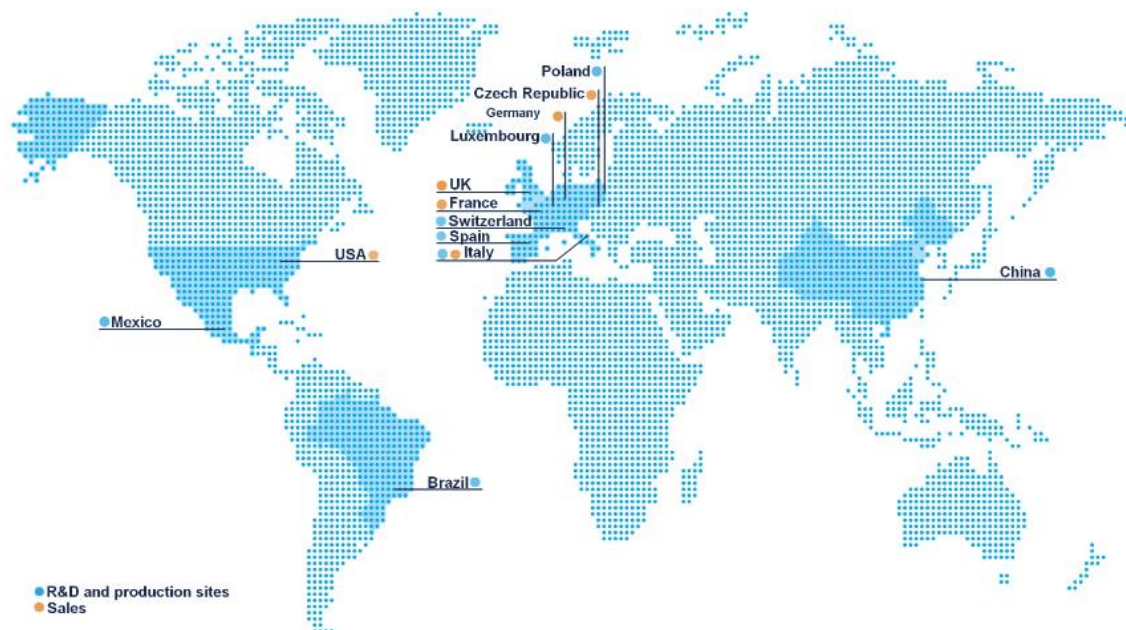 Poland
Czech Republic
Germany
Luxembourg
UK
France
Switzerland
Spain
Italy
USA
China
Mexico
Brazil
R&D and production sites
Sales